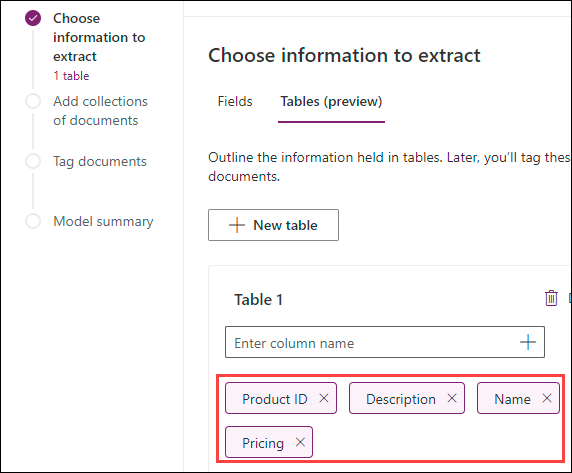 Choose
information to
extract
1 table
Add collections
of documents
Tag documents
Model summary
Choose information to extract
Fields
Tables (preview)
Outline the information held in tables. Later, you'll tag these
documents.
New table
Table 1
Enter column name
Product ID
Description
Name
Pricing